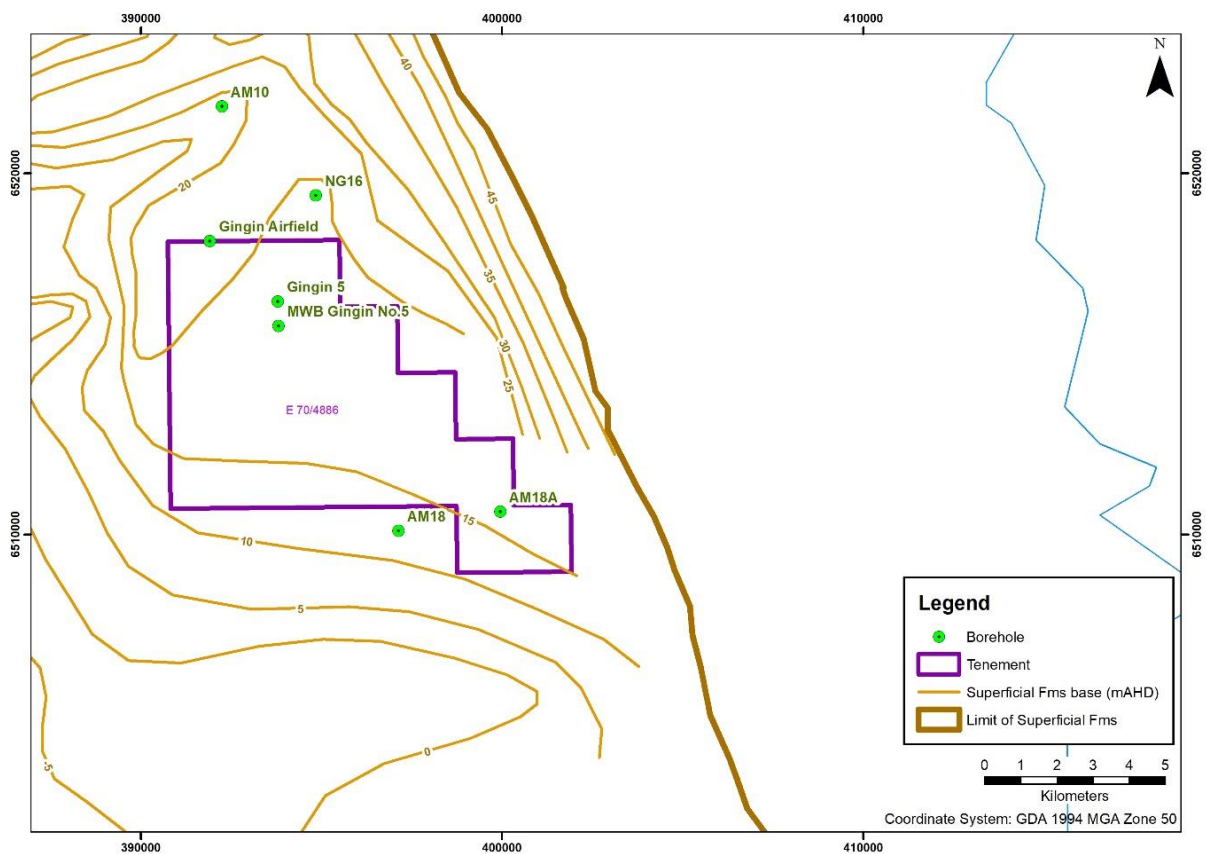 390000
400000
410000
N
40
AM10
6520000
6520000
20
NG16
45
Gingin Airfield
35
Gingin 5
MWB Gingin No.5
30
25
E 70/4886
AM18A
15
AM18
6510000
6510000
10
5
0
-5
Legend
Borehole
Tenement
Superficial Fms base (mAHD)
Limit of Superficial Fms
0 1 2 3 4 5
Kilometers
Coordinate System: GDA 1994 MGA Zone 50
390000
400000
410000